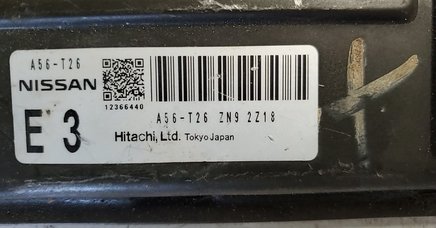 A56-T26
NISSAN
12366440
E 3
A56-T26 ZN9 2Z18
Hitachi, Ltd. Tokyo Japan